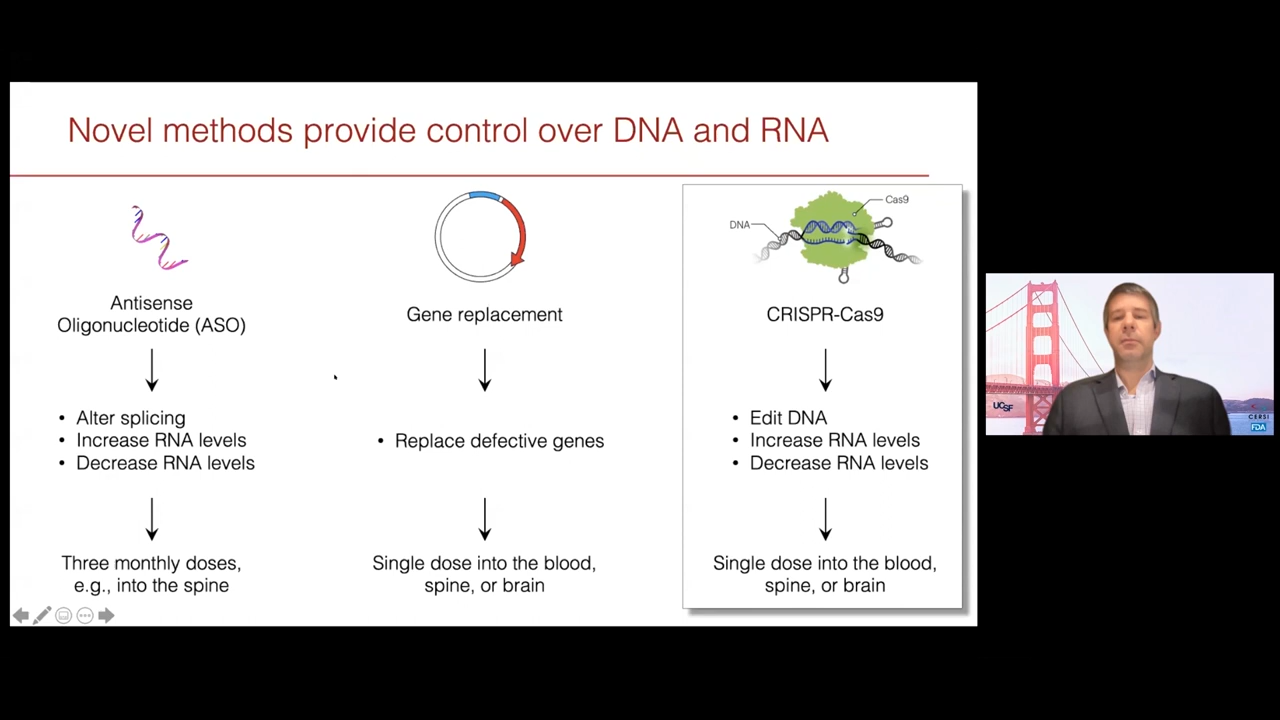 Novel methods provide control over DNA and RNA
Antisense
Oligonucleotide (ASO)
• Alter splicing
• Increase RNA levels
• Decrease RNA levels
Three monthly doses,
e.g., into the spine
Gene replacement
• Replace defective genes
Single dose into the blood,
spine, or brain
Cas9
DNA
CRISPR-Cas9
• Edit DNA
• Increase RNA levels
• Decrease RNA levels
Single dose into the blood,
spine, or brain
UCSF
CERSI
FDA